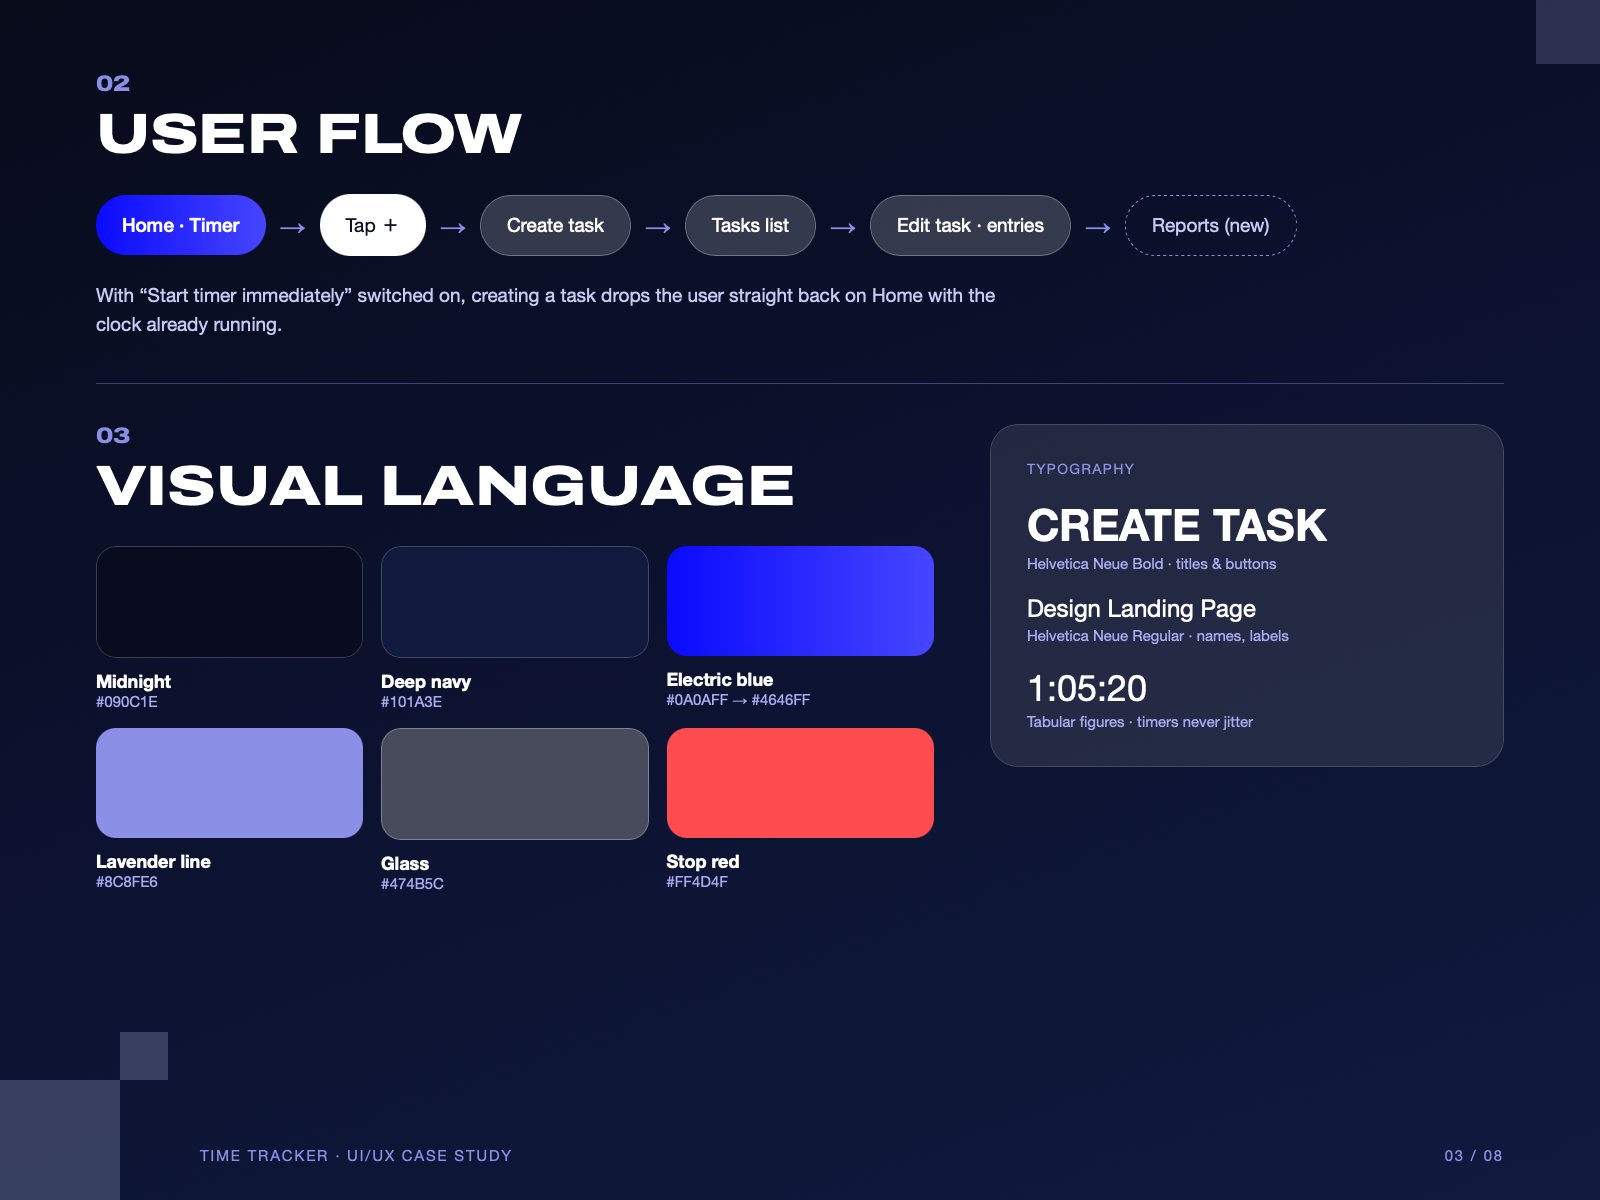 02
USER FLOW
Home · Timer → Tap + → Create task → Tasks list → Edit task · entries → Reports (new)
With “Start timer immediately” switched on, creating a task drops the user straight back on Home with the
clock already running.
03
VISUAL LANGUAGE
Midnight
#090C1E
Deep navy
#101A3E
Electric blue
#0A0AFF → #4646FF
Lavender line
#8C8FE6
Glass
#474B5C
Stop red
#FF4D4F
TYPOGRAPHY
CREATE TASK
Helvetica Neue Bold · titles & buttons
Design Landing Page
Helvetica Neue Regular · names, labels
1:05:20
Tabular figures · timers never jitter
TIME TRACKER · UI/UX CASE STUDY
03 / 08